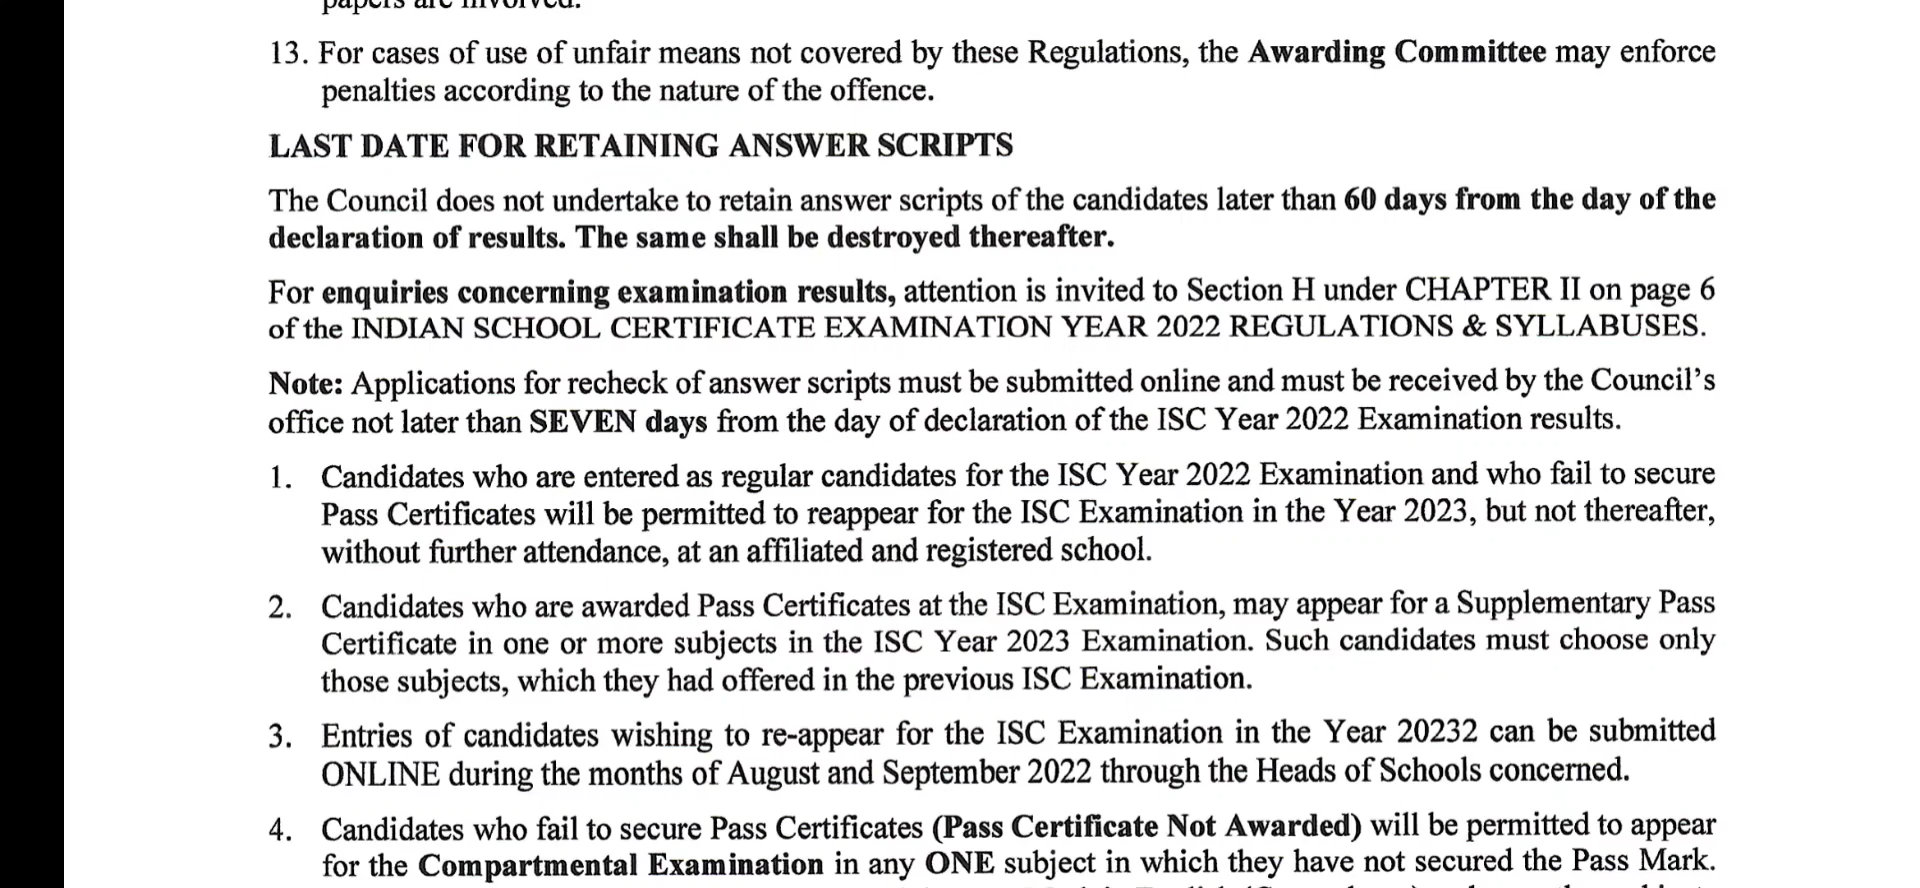 papers are involved.
13. For cases of use of unfair means not covered by these Regulations, the Awarding Committee may enforce
penalties according to the nature of the offence.
LAST DATE FOR RETAINING ANSWER SCRIPTS
The Council does not undertake to retain answer scripts of the candidates later than 60 days from the day of the
declaration of results. The same shall be destroyed thereafter.
For enquiries concerning examination results, attention is invited to Section H under CHAPTER II on page 6
of the INDIAN SCHOOL CERTIFICATE EXAMINATION YEAR 2022 REGULATIONS & SYLLABUSES.
Note: Applications for recheck of answer scripts must be submitted online and must be received by the Council's
office not later than SEVEN days from the day of declaration of the ISC Year 2022 Examination results.
1. Candidates who are entered as regular candidates for the ISC Year 2022 Examination and who fail to secure
Pass Certificates will be permitted to reappear for the ISC Examination in the Year 2023, but not thereafter,
without further attendance, at an affiliated and registered school.
2. Candidates who are awarded Pass Certificates at the ISC Examination, may appear for a Supplementary Pass
Certificate in one or more subjects in the ISC Year 2023 Examination. Such candidates must choose only
those subjects, which they had offered in the previous ISC Examination.
3. Entries of candidates wishing to re-appear for the ISC Examination in the Year 20232 can be submitted
ONLINE during the months of August and September 2022 through the Heads of Schools concerned.
4. Candidates who fail to secure Pass Certificates (Pass Certificate Not Awarded) will be permitted to appear
for the Compartmental Examination in any ONE subject in which they have not secured the Pass Mark.